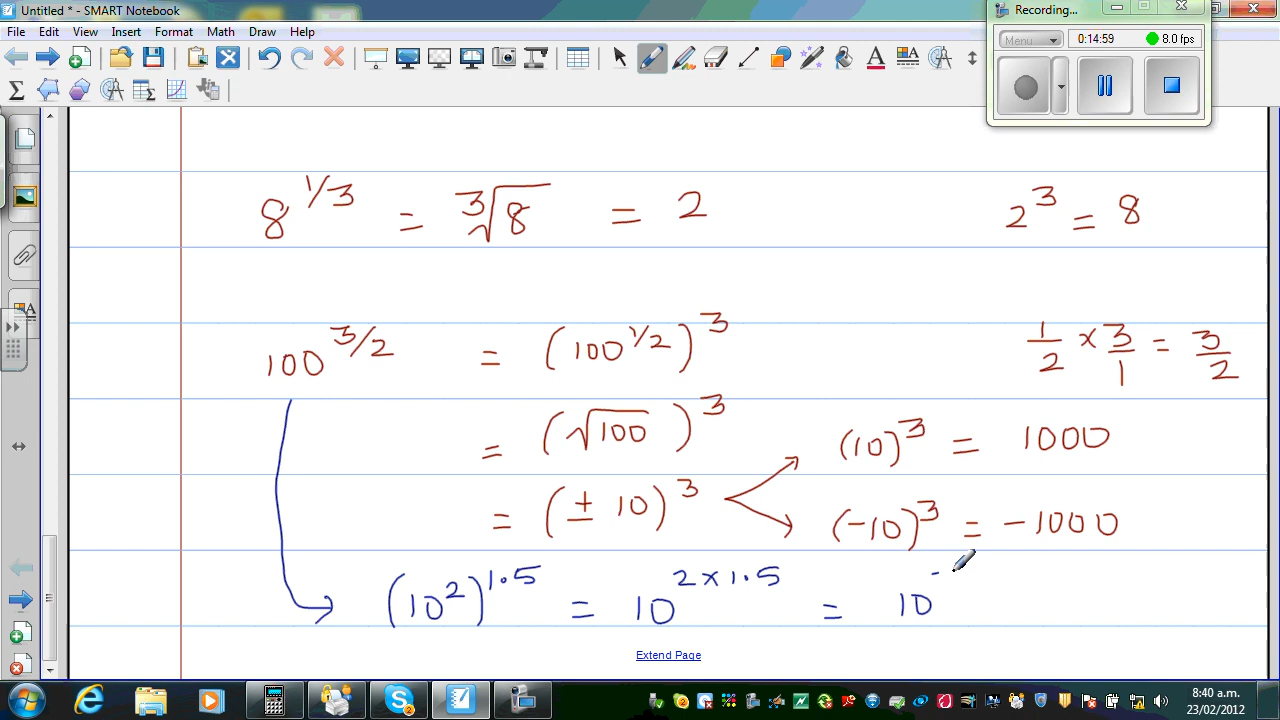 Untitled * - SMART Notebook
Recording...
File Edit View Insert Format Math Draw Help
Menu
0:14:59
8.0 fps
8^{1/3} = ∛8 = 2
2^3 = 8
100^{3/2} = (100^{1/2})^3
1/2 × 3/1 = 3/2
= (√100)^3
(10)^3 = 1000
= (± 10)^3
(-10)^3 = -1000
(10^2)^{1.5} = 10^{2×1.5} = 10
Extend Page
8:40 a.m.
23/02/2012